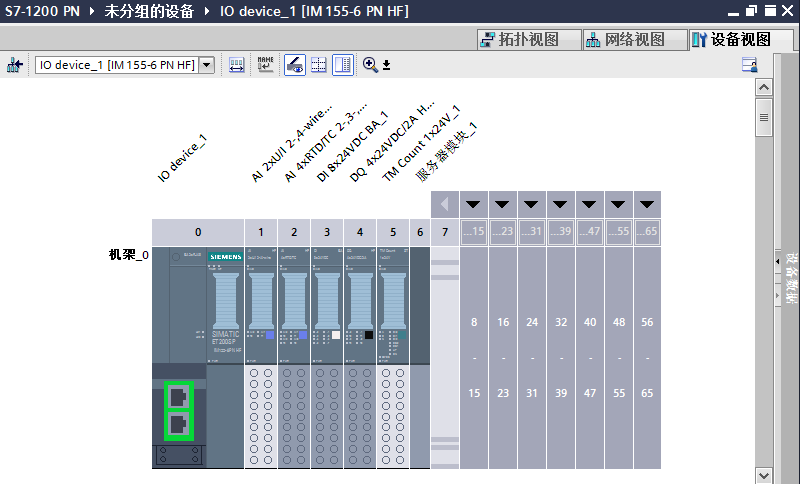 S7-1200 PN ▸ 未分组的设备 ▸ IO device_1 [IM 155-6 PN HF]
拓扑视图 网络视图 设备视图
IO device_1 [IM 155-6 PN HF]
IO device_1
AI 2xU/I 2-,4-wire...
AI 4xRTD/TC 2-,3-,...
DI 8x24VDC BA_1
DQ 4x24VDC/2A H...
TM Count 1x24V_1
服务器模块_1
0 1 2 3 4 5 6 7 ...15 ...23 ...31 ...39 ...47 ...55 ...65
机架_0
SIEMENS
SIMATIC
ET 200SP
8 16 24 32 40 48 56
- - - - - - -
15 23 31 39 47 55 65
设备数据